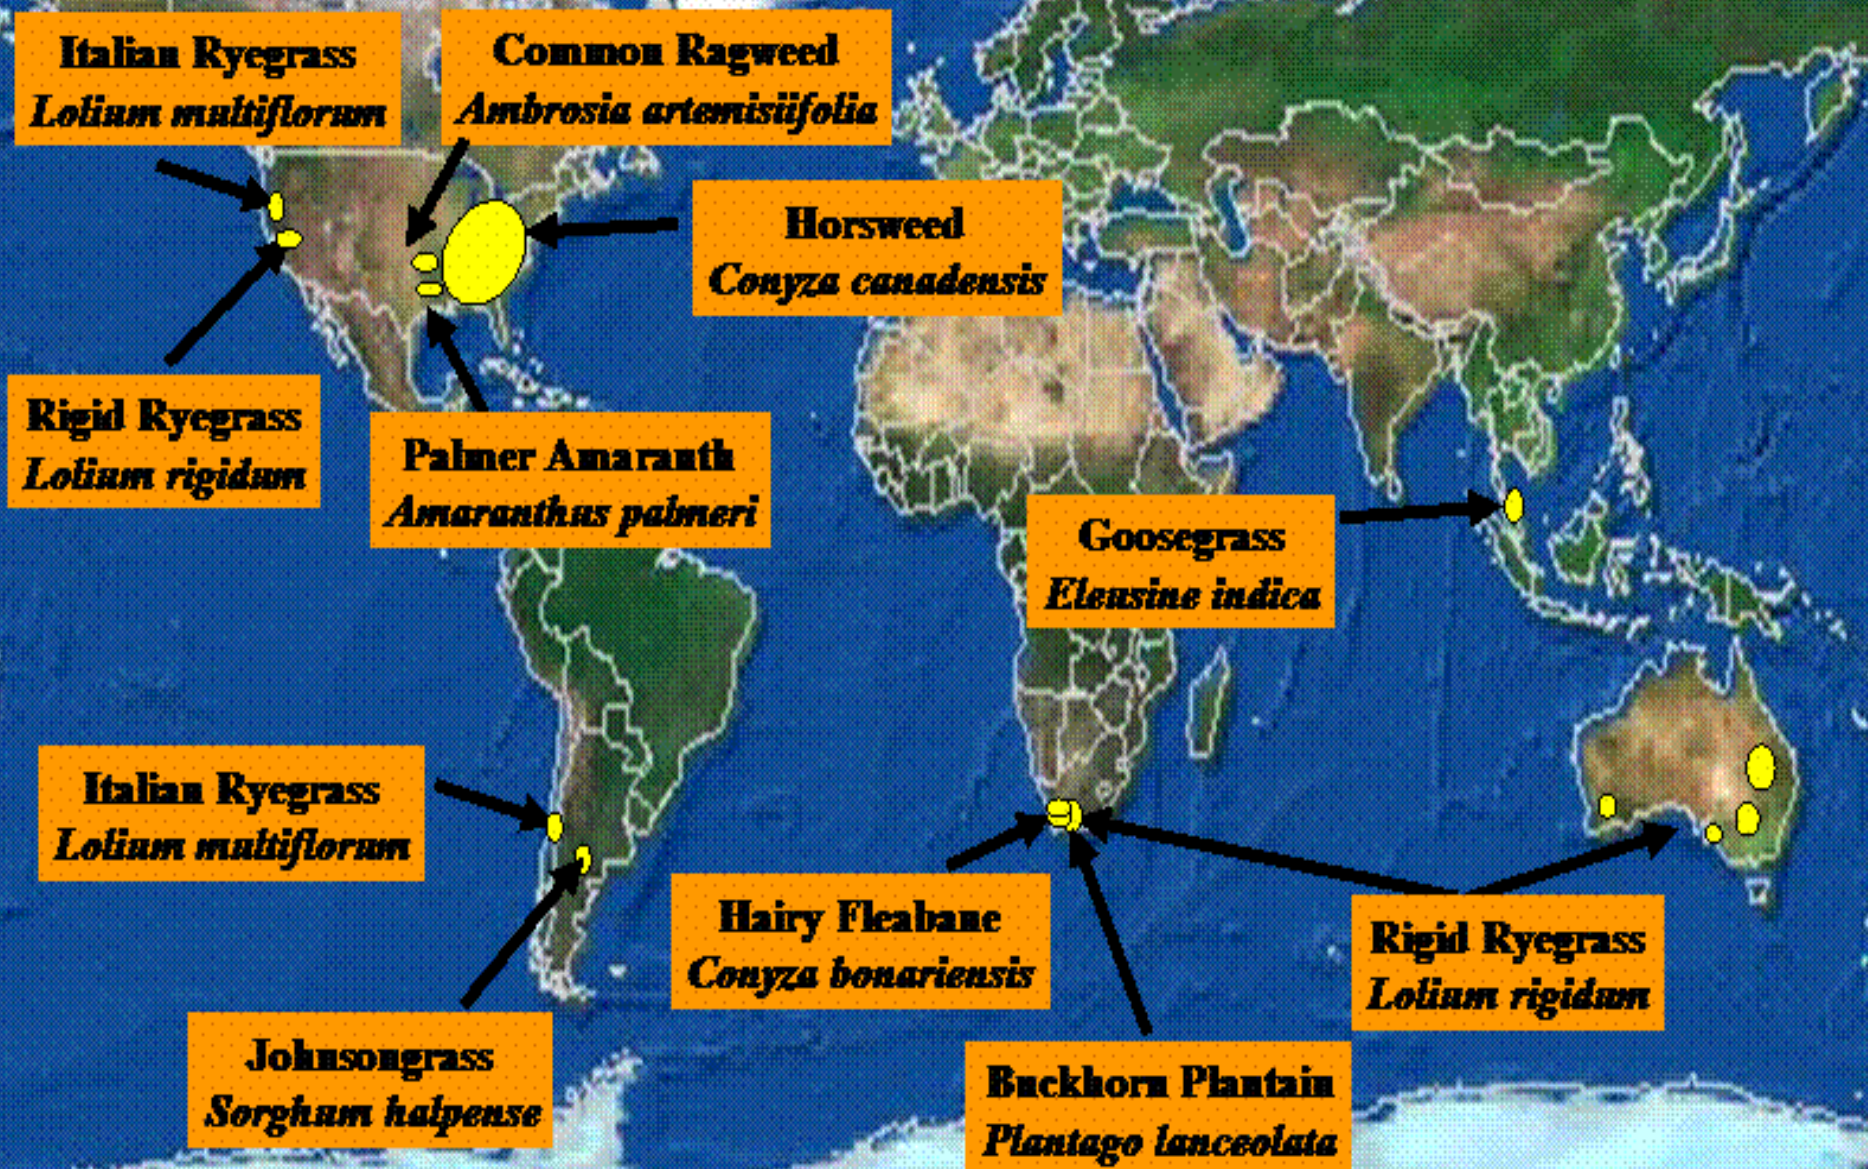 Italian Ryegrass
Lolium multiflorum
Common Ragweed
Ambrosia artemisiifolia
Horsweed
Conyza canadensis
Rigid Ryegrass
Lolium rigidum
Palmer Amaranth
Amaranthus palmeri
Goosegrass
Eleusine indica
Italian Ryegrass
Lolium multiflorum
Hairy Fleabane
Conyza bonariensis
Rigid Ryegrass
Lolium rigidum
Johnsongrass
Sorghum halpense
Buckhorn Plantain
Plantago lanceolata